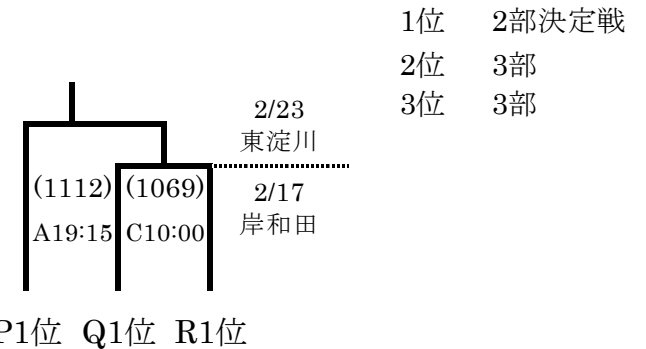 1位 2部決定戦
2位 3部
3位 3部
2/23
東淀川
(1112) (1069)
2/17
A19:15 C10:00
岸和田
P1位 Q1位 R1位